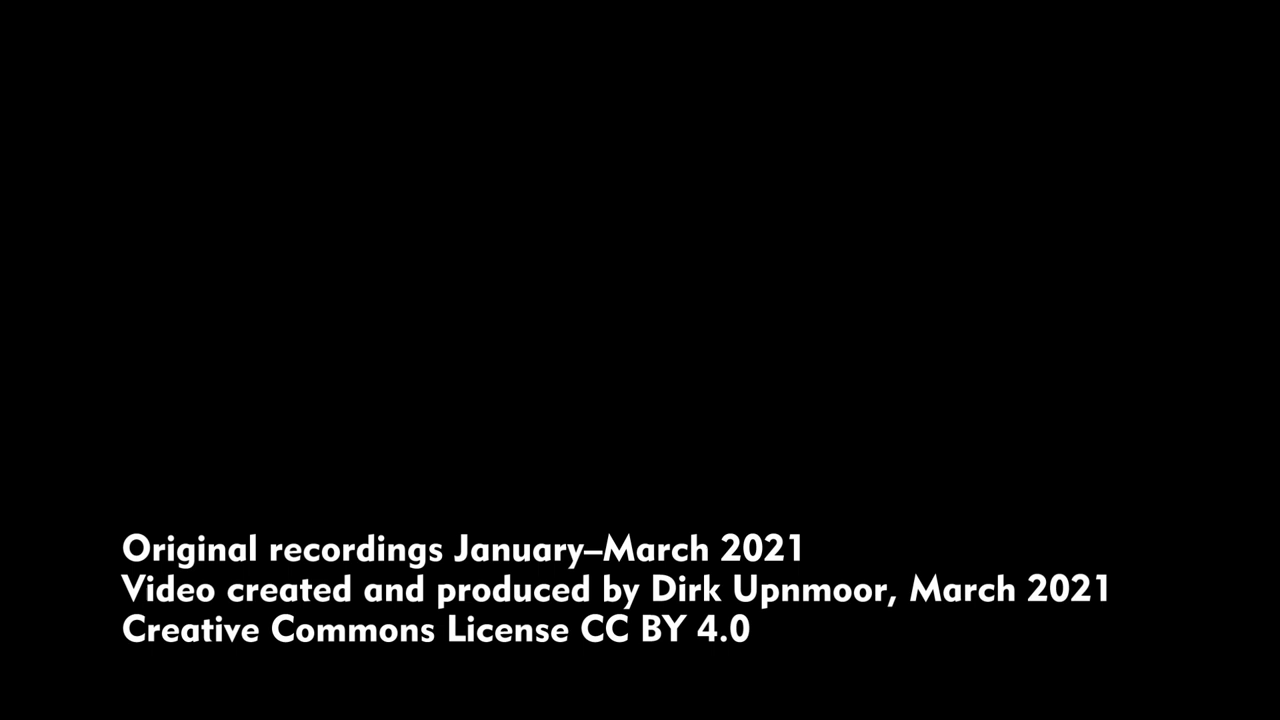 Original recordings January–March 2021
Video created and produced by Dirk Upnmoor, March 2021
Creative Commons License CC BY 4.0